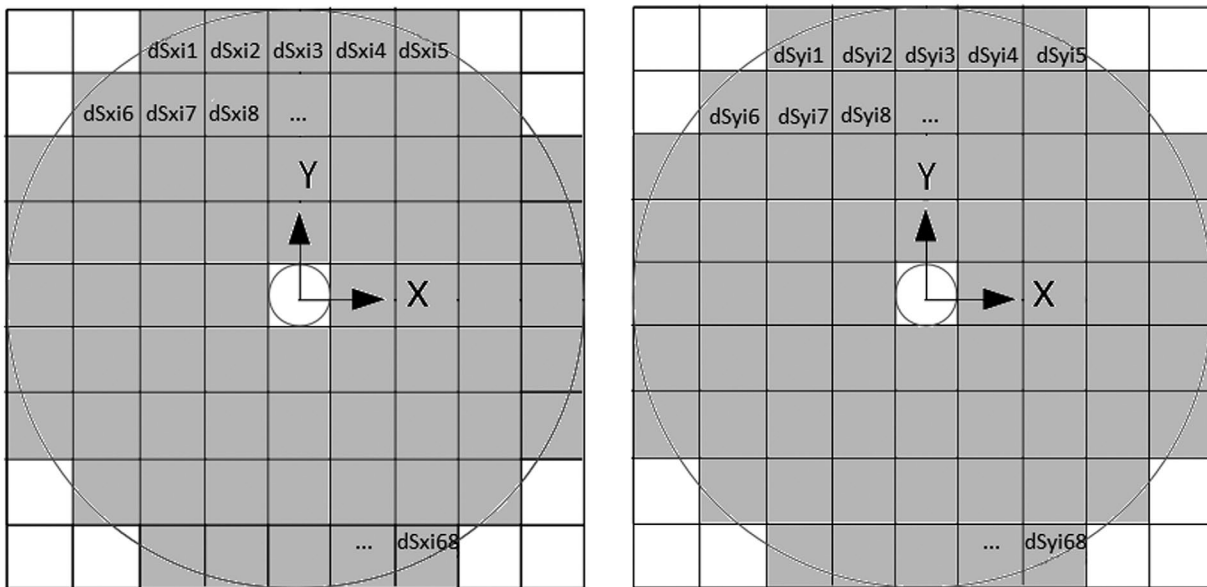 dSxi1 dSxi2 dSxi3 dSxi4 dSxi5
dSxi6 dSxi7 dSxi8 ...
Y
X
... dSxi68
dSyi1 dSyi2 dSyi3 dSyi4 dSyi5
dSyi6 dSyi7 dSyi8 ...
Y
X
... dSyi68